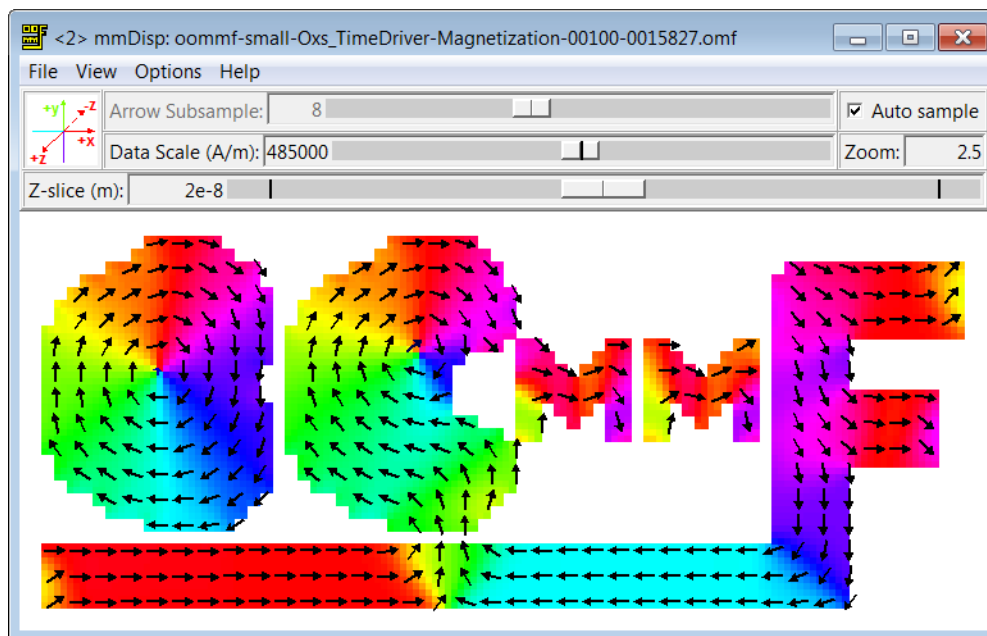 <2> mmDisp: oommf-small-Oxs_TimeDriver-Magnetization-00100-0015827.omf
File View Options Help
+y -Z +X +Z
Arrow Subsample: 8 Auto sample
Data Scale (A/m): 485000 Zoom: 2.5
Z-slice (m): 2e-8
OOMMF